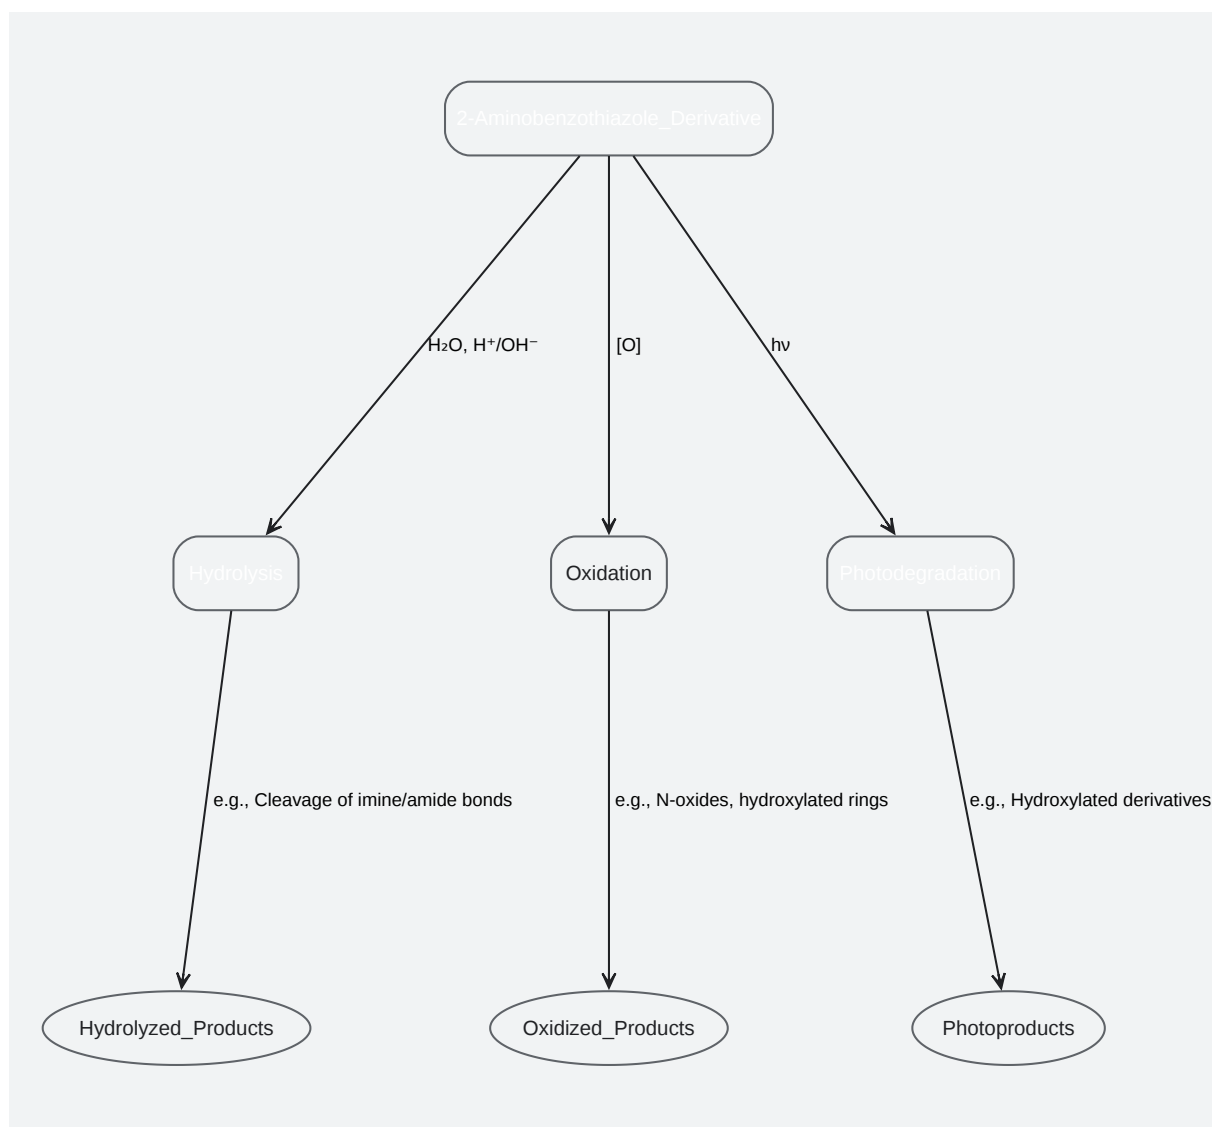 2-Aminobenzothiazole_Derivative
H₂O, H⁺/OH⁻
[O]
hν
Hydrolysis
Oxidation
Photodegradation
e.g., Cleavage of imine/amide bonds
e.g., N-oxides, hydroxylated rings
e.g., Hydroxylated derivatives
Hydrolyzed_Products
Oxidized_Products
Photoproducts